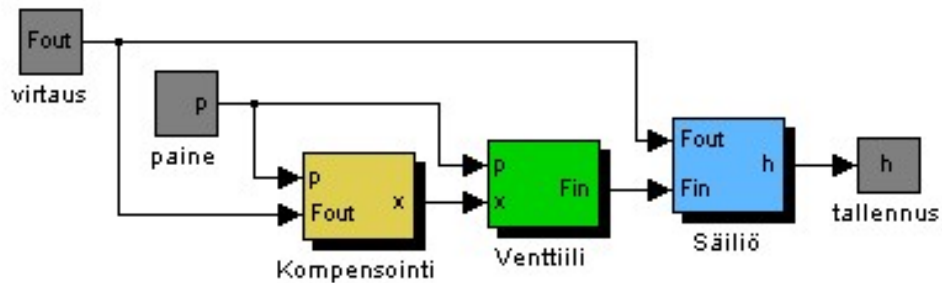 Fout
virtaus
p
paine
p
Fout
x
Kompensointi
p
x
Fin
Venttiili
Fout
Fin
h
Säiliö
h
tallennus